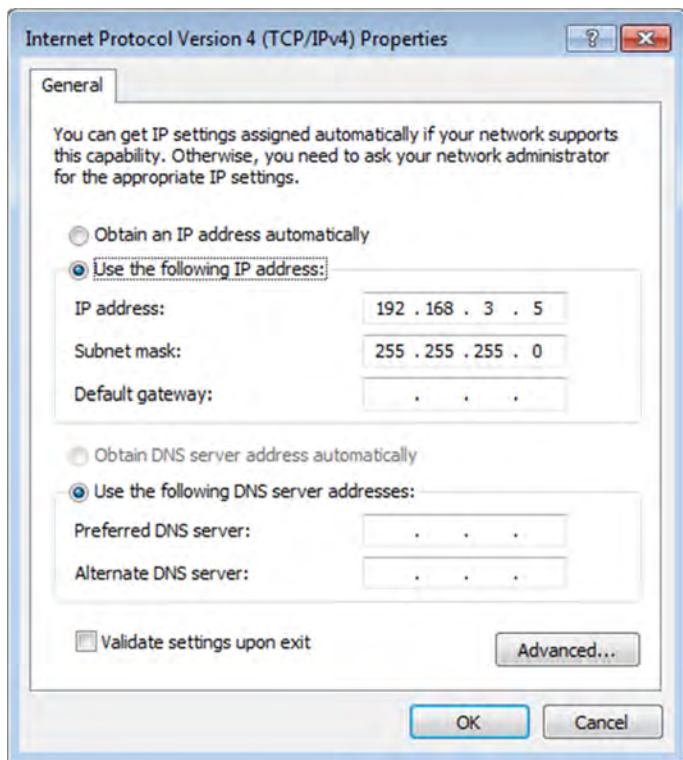 Internet Protocol Version 4 (TCP/IPv4) Properties
General
You can get IP settings assigned automatically if your network supports
this capability. Otherwise, you need to ask your network administrator
for the appropriate IP settings.
Obtain an IP address automatically
Use the following IP address:
IP address: 192 . 168 . 3 . 5
Subnet mask: 255 . 255 . 255 . 0
Default gateway: . . .
Obtain DNS server address automatically
Use the following DNS server addresses:
Preferred DNS server: . . .
Alternate DNS server: . . .
Validate settings upon exit
Advanced...
OK Cancel